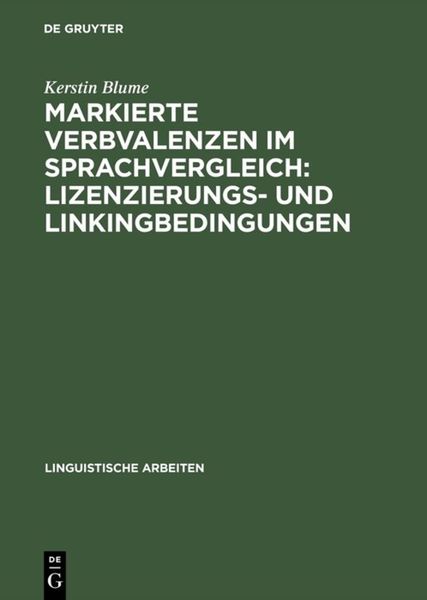 DE GRUYTER
Kerstin Blume
MARKIERTE
VERBVALENZEN IM
SPRACHVERGLEICH:
LIZENZIERUNGS- UND
LINKINGBEDINGUNGEN
LINGUISTISCHE ARBEITEN
DE
G